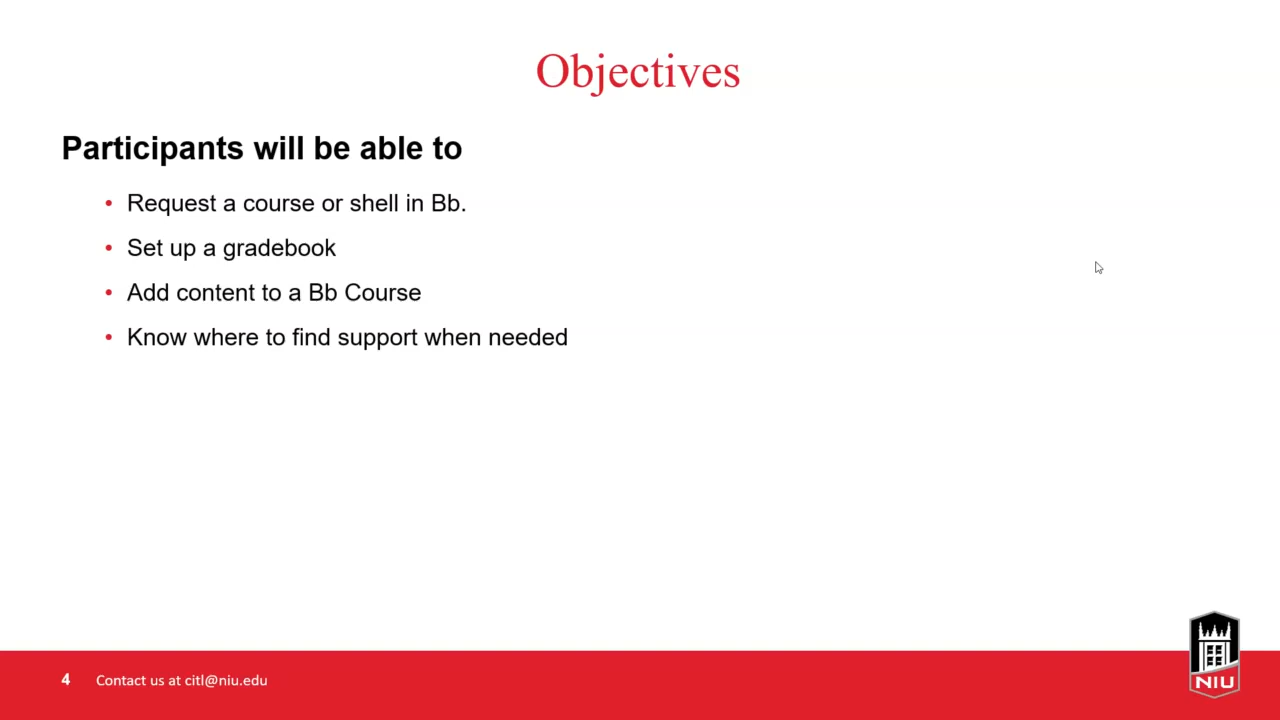 Objectives
Participants will be able to
• Request a course or shell in Bb.
• Set up a gradebook
• Add content to a Bb Course
• Know where to find support when needed
4 Contact us at citl@niu.edu
NIU